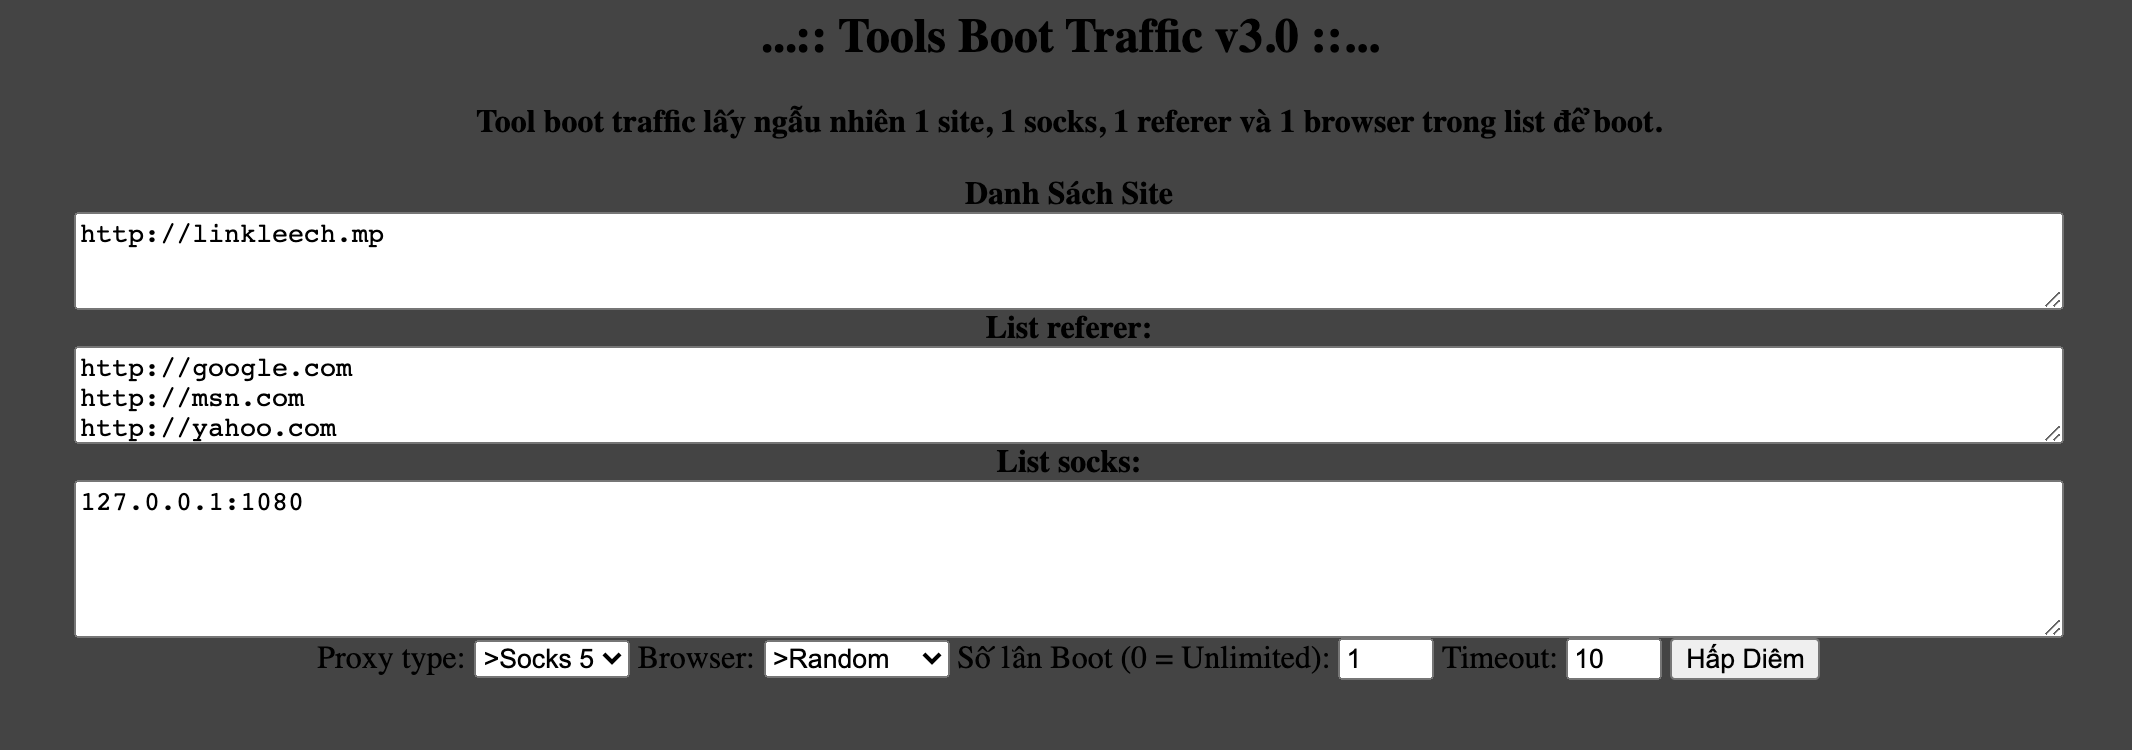 ...:: Tools Boot Traffic v3.0 ::...
Tool boot traffic lấy ngẫu nhiên 1 site, 1 socks, 1 referer và 1 browser trong list để boot.
Danh Sách Site
http://linkleech.mp
List referer:
http://google.com
http://msn.com
http://yahoo.com
List socks:
127.0.0.1:1080
Proxy type: >Socks 5 Browser: >Random Số lần Boot (0 = Unlimited): 1 Timeout: 10 Hấp Diêm